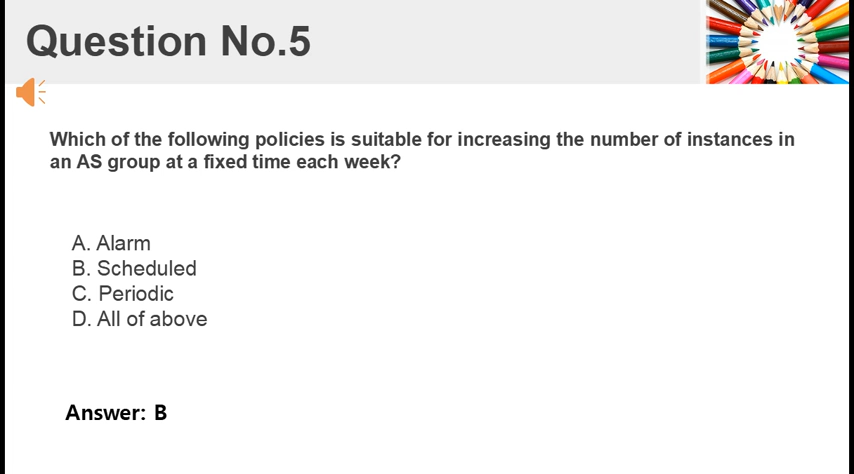 Question No.5
Which of the following policies is suitable for increasing the number of instances in
an AS group at a fixed time each week?
A. Alarm
B. Scheduled
C. Periodic
D. All of above
Answer: B